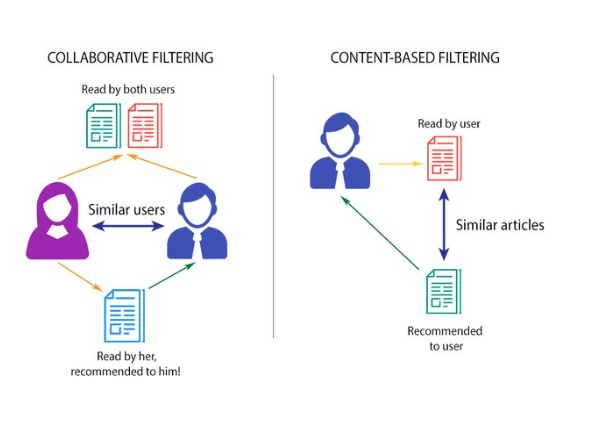 COLLABORATIVE FILTERING
Read by both users
Similar users
Read by her,
recommended to him!
CONTENT-BASED FILTERING
Read by user
Similar articles
Recommended
to user